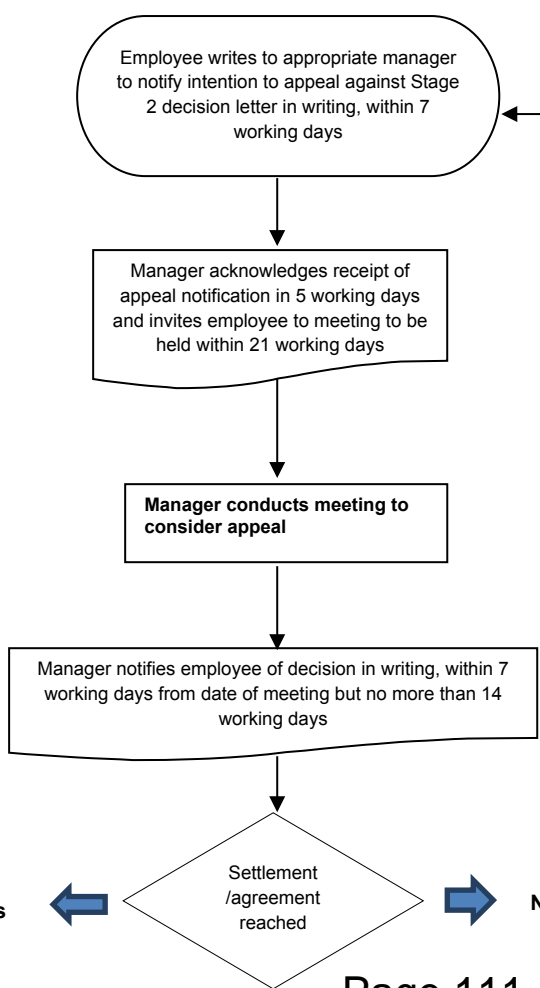 Employee writes to appropriate manager
to notify intention to appeal against Stage
2 decision letter in writing, within 7
working days
Manager acknowledges receipt of
appeal notification in 5 working days
and invites employee to meeting to be
held within 21 working days
Manager conducts meeting to
consider appeal
Manager notifies employee of decision in writing, within 7
working days from date of meeting but no more than 14
working days
Settlement
/agreement
reached
s
N
Page 111